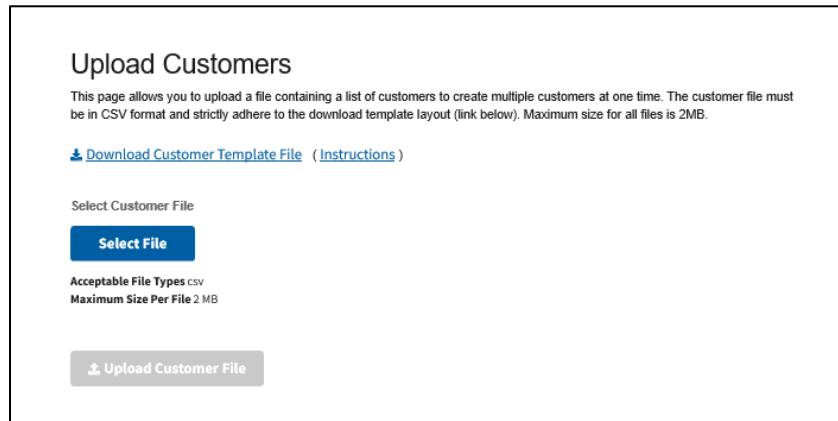 Upload Customers
This page allows you to upload a file containing a list of customers to create multiple customers at one time. The customer file must
be in CSV format and strictly adhere to the download template layout (link below). Maximum size for all files is 2MB.
Download Customer Template File ( Instructions )
Select Customer File
Select File
Acceptable File Types csv
Maximum Size Per File 2 MB
Upload Customer File